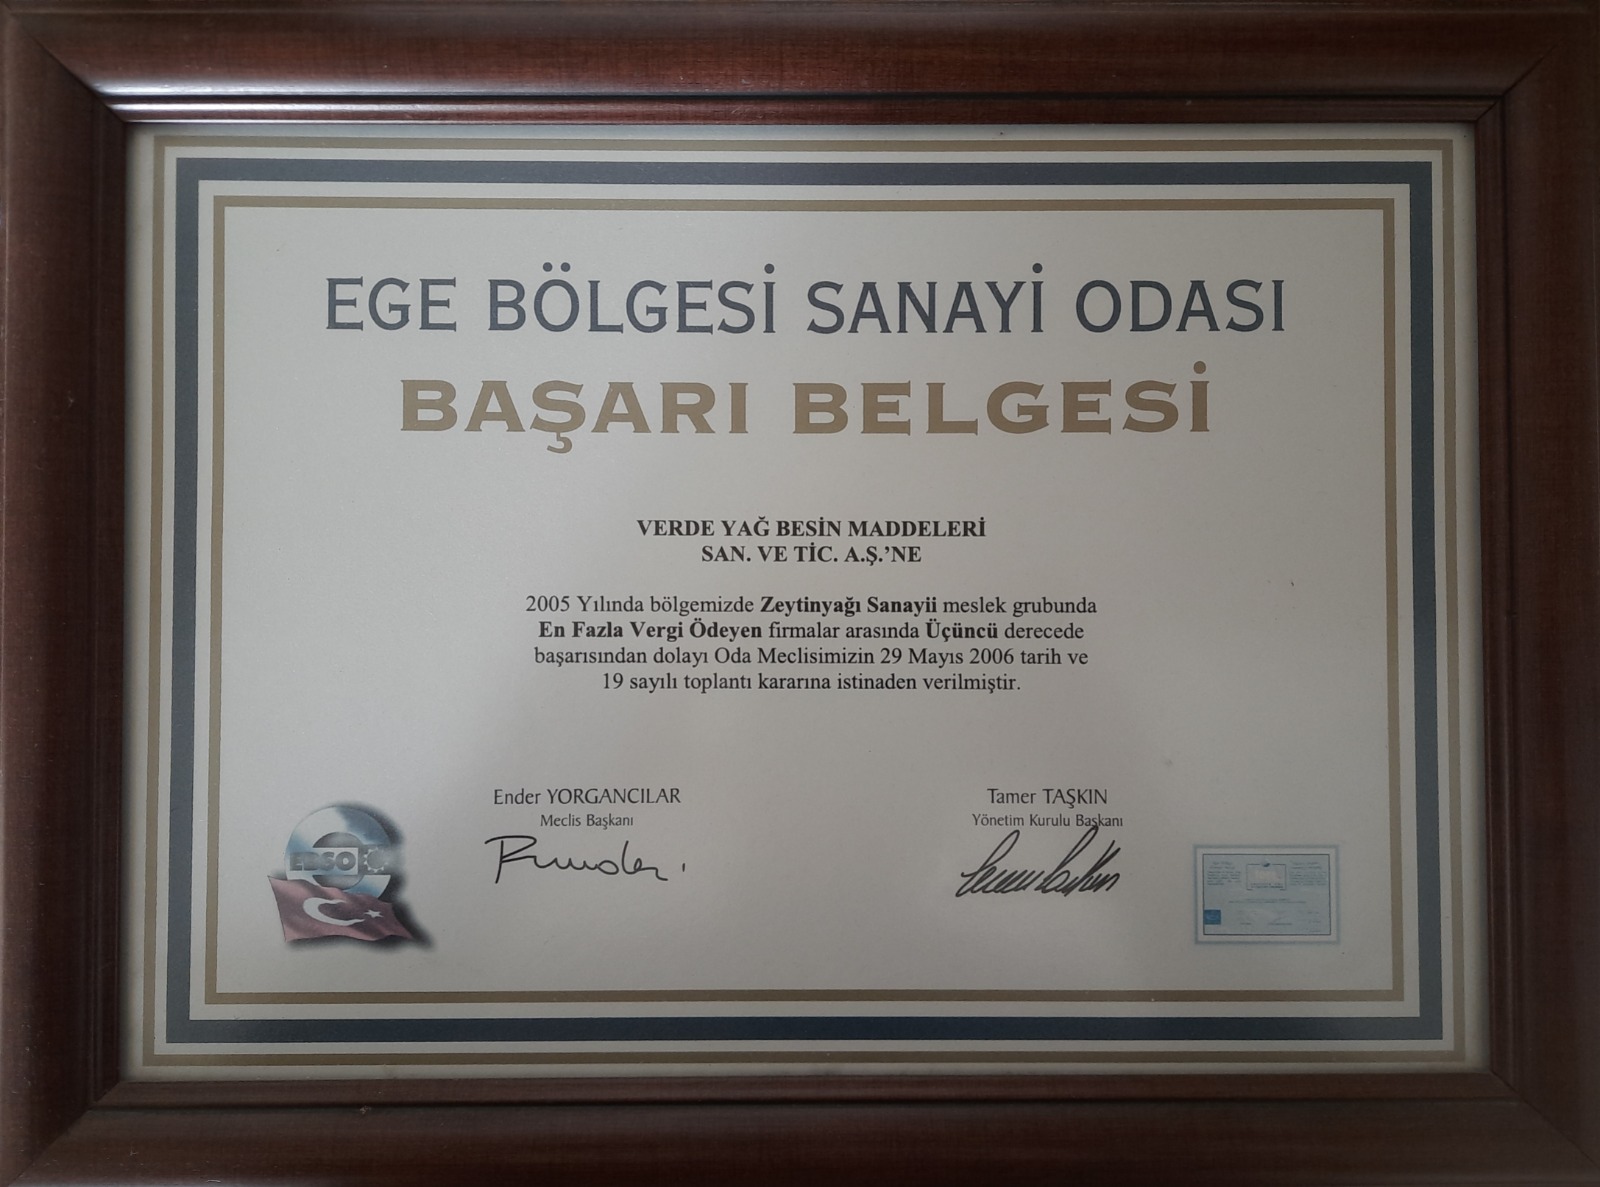 EGE BÖLGESİ SANAYİ ODASI
BAŞARI BELGESİ
VERDE YAĞ BESİN MADDELERİ
SAN. VE TİC. A.Ş.'NE
2005 Yılında bölgemizde Zeytinyağı Sanayii meslek grubunda
En Fazla Vergi Ödeyen firmalar arasında Üçüncü derecede
başarısından dolayı Oda Meclisimizin 29 Mayıs 2006 tarih ve
19 sayılı toplantı kararına istinaden verilmiştir.
Ender YORGANCILAR
Meclis Başkanı
Tamer TAŞKIN
Yönetim Kurulu Başkanı
EBSO